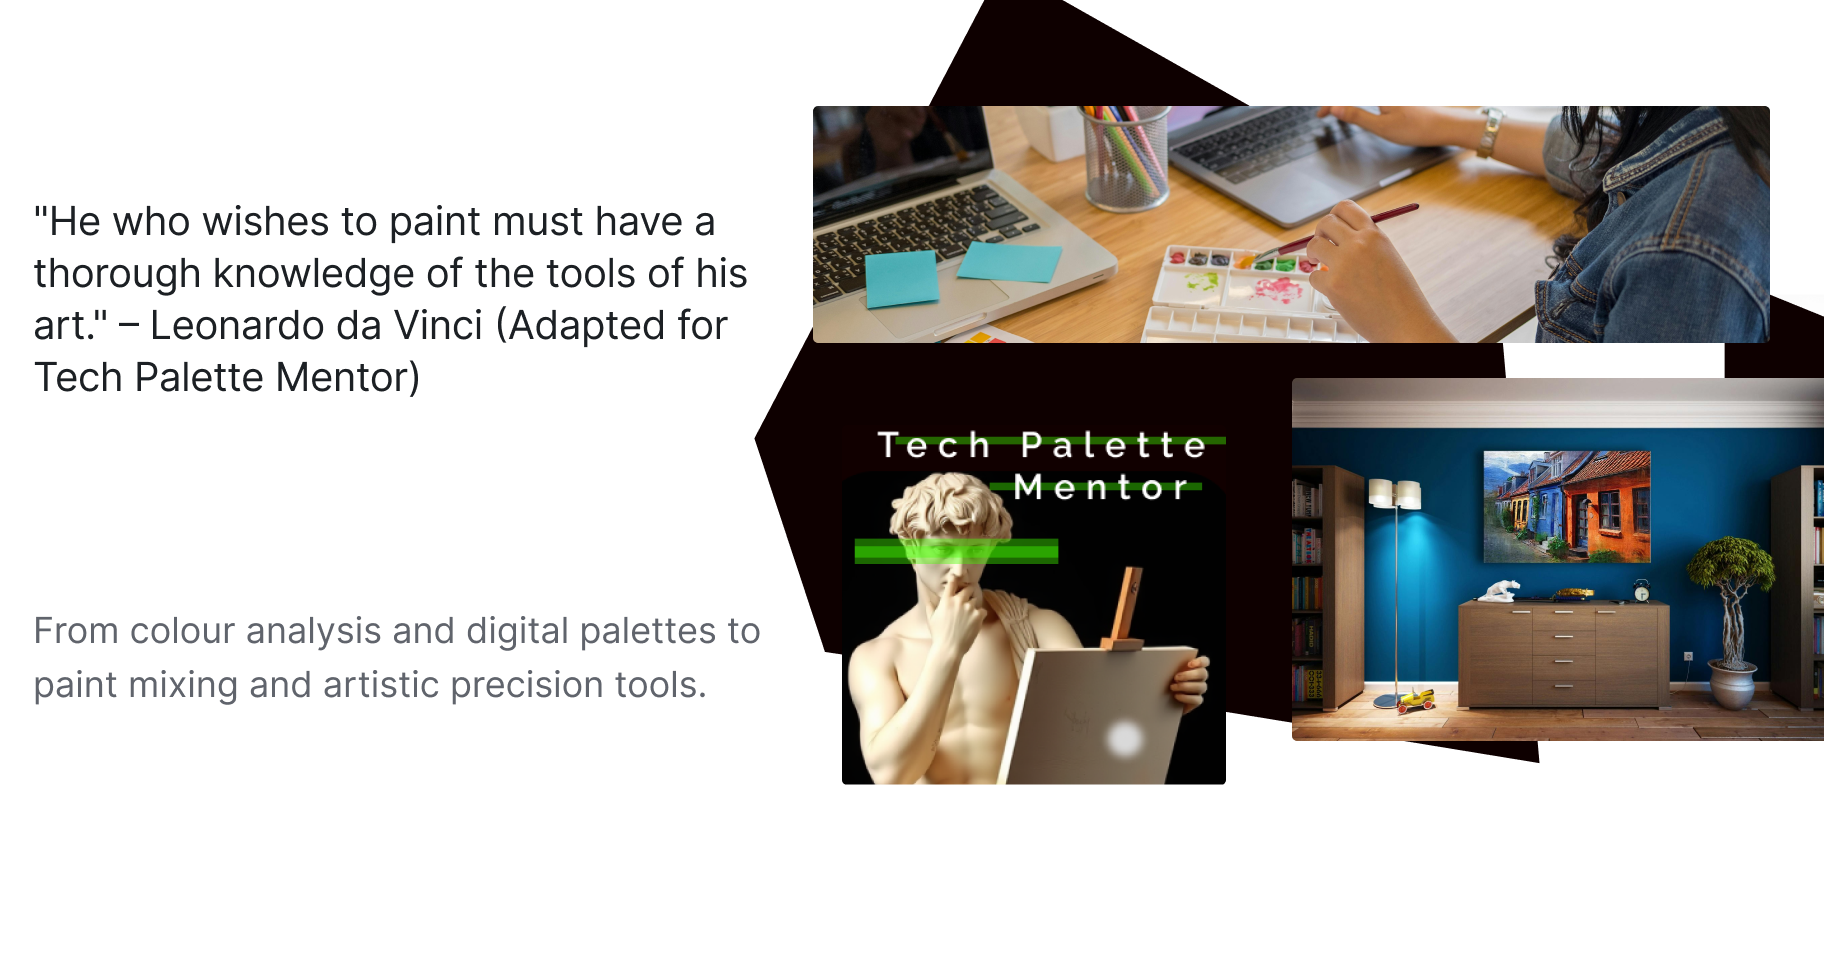 "He who wishes to paint must have a
thorough knowledge of the tools of his
art." – Leonardo da Vinci (Adapted for
Tech Palette Mentor)
From colour analysis and digital palettes to
paint mixing and artistic precision tools.
Tech Palette
Mentor